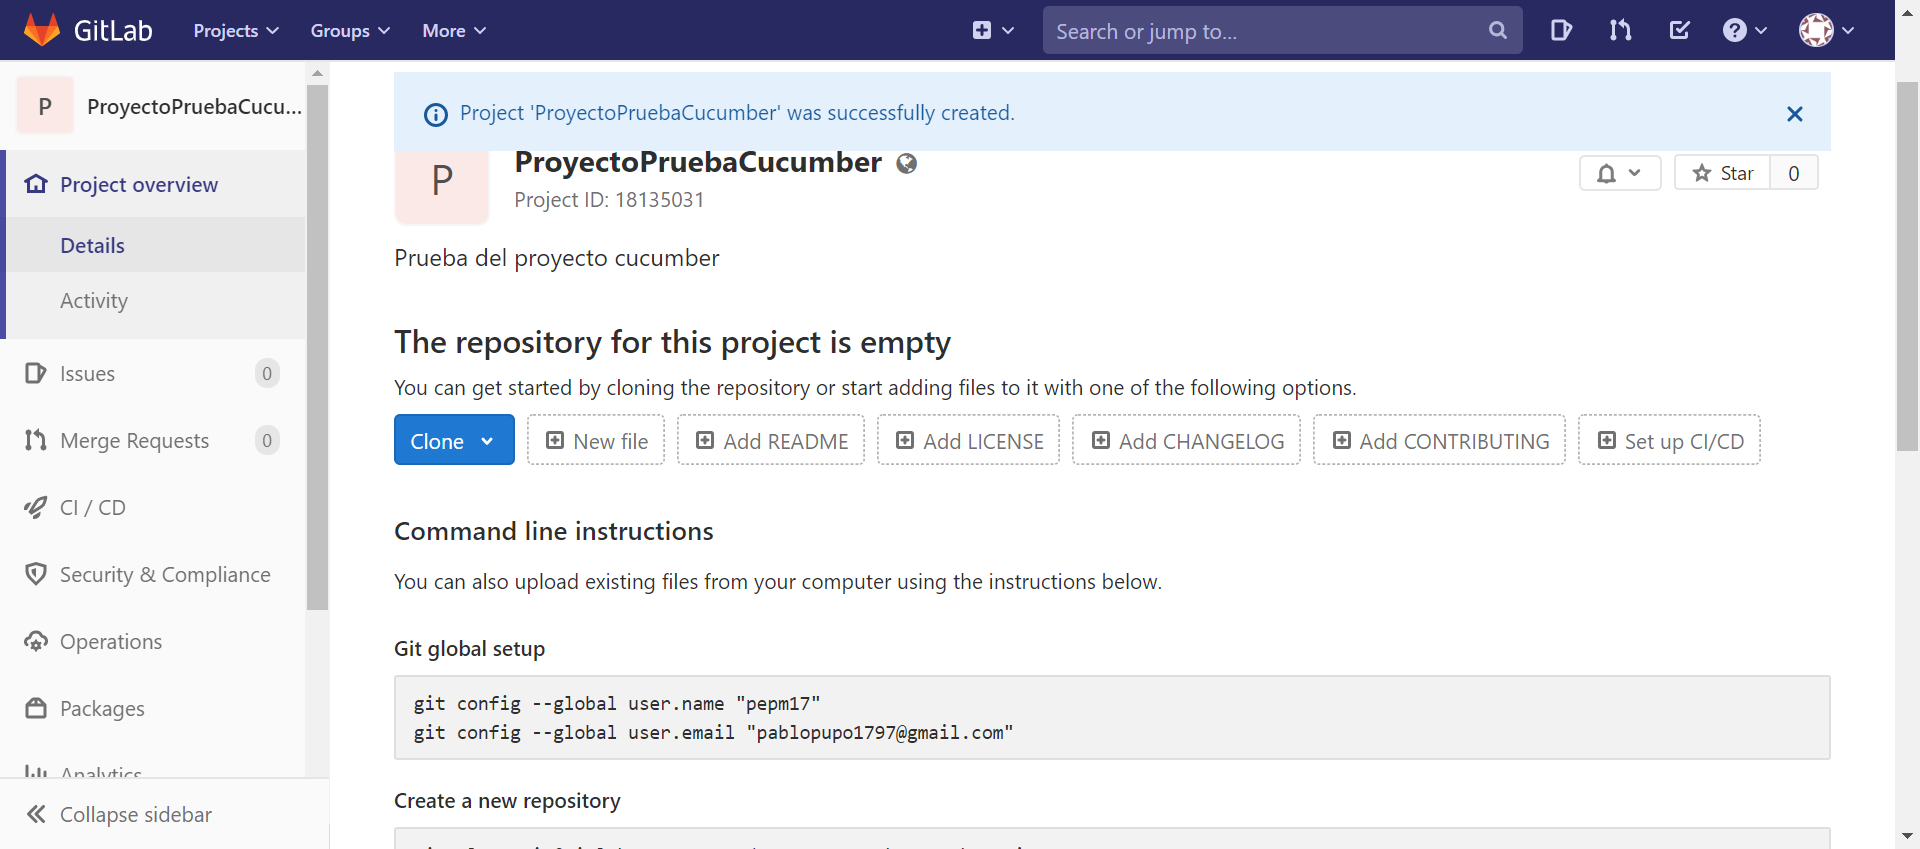 GitLab Projects Groups More Search or jump to...
P ProyectoPruebaCucu...
Project overview
Details
Activity
Issues 0
Merge Requests 0
CI / CD
Security & Compliance
Operations
Packages
Analytics
Collapse sidebar
Project 'ProyectoPruebaCucumber' was successfully created.
P
ProyectoPruebaCucumber
Project ID: 18135031
Star 0
Prueba del proyecto cucumber
The repository for this project is empty
You can get started by cloning the repository or start adding files to it with one of the following options.
Clone New file Add README Add LICENSE Add CHANGELOG Add CONTRIBUTING Set up CI/CD
Command line instructions
You can also upload existing files from your computer using the instructions below.
Git global setup
git config --global user.name "pepm17"
git config --global user.email "pablopupo1797@gmail.com"
Create a new repository